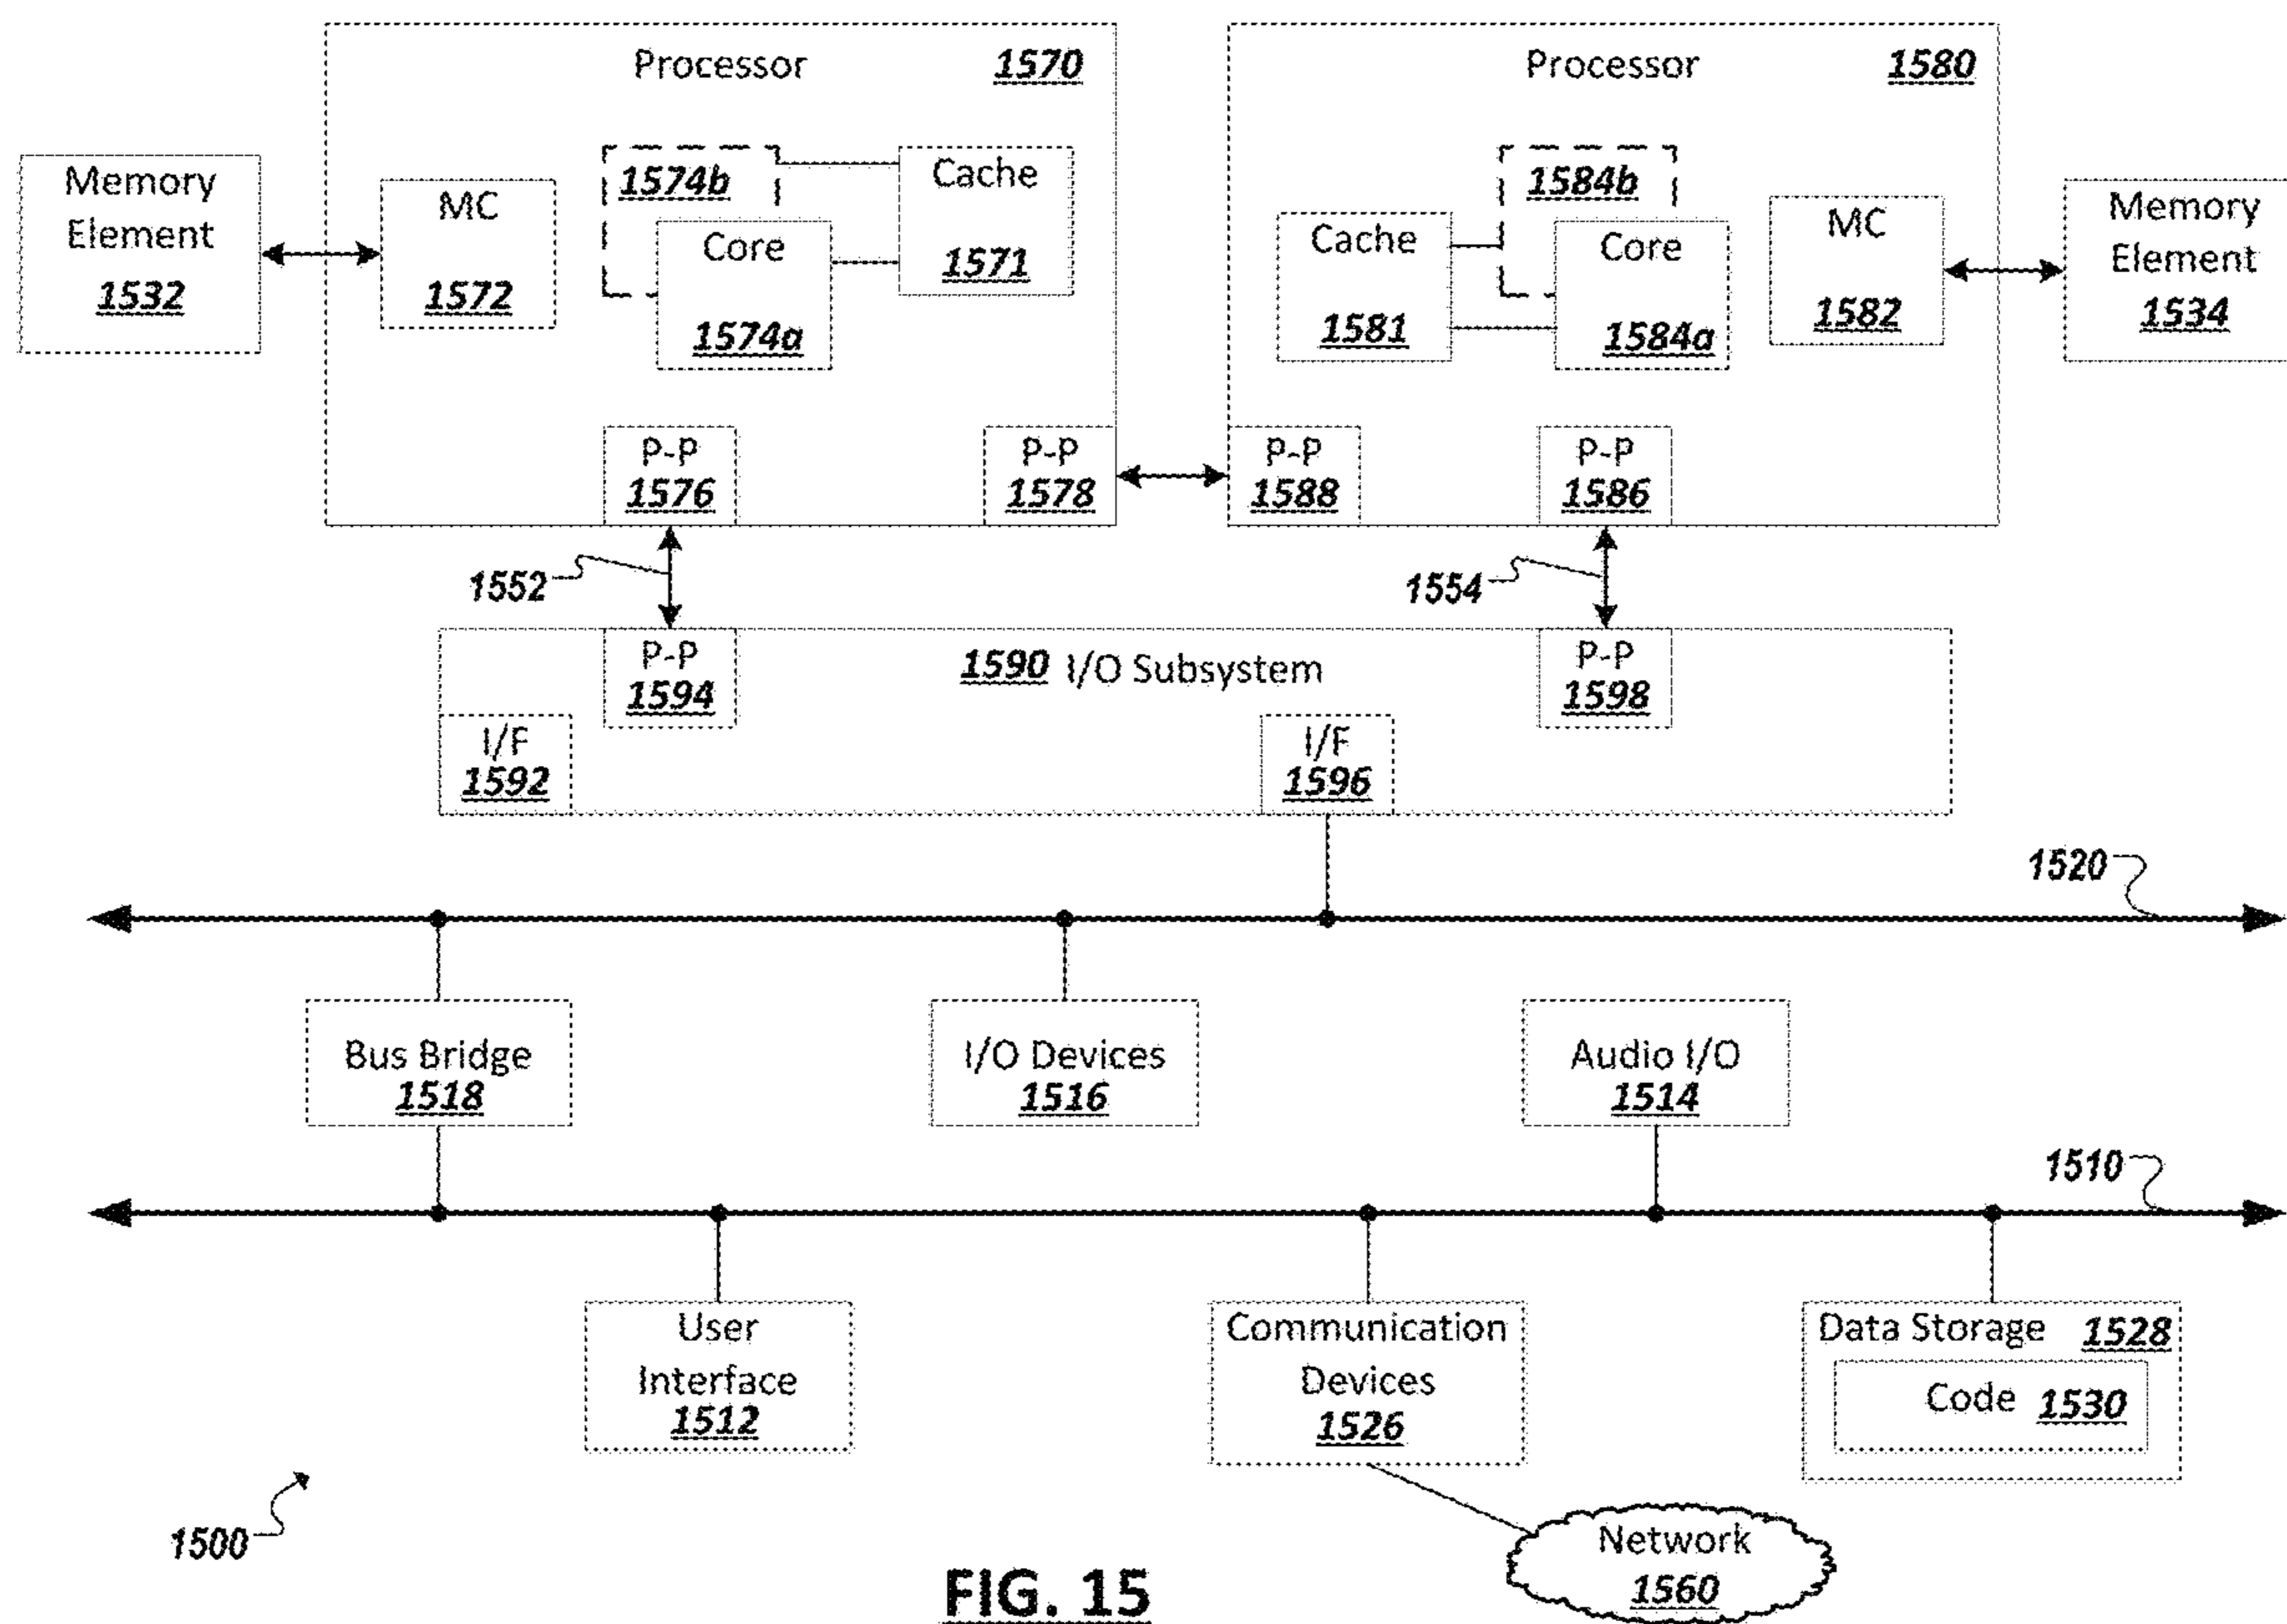 Processor 1570
Processor 1580
Memory
Element
1532
MC
1572
1574b
Core
1574a
Cache
1571
Cache
1581
1584b
Core
1584a
MC
1582
Memory
Element
1534
P-P
1576
P-P
1578
P-P
1588
P-P
1586
1552
1554
P-P
1594
1590 I/O Subsystem
P-P
1598
I/F
1592
I/F
1596
1520
Bus Bridge
1518
I/O Devices
1516
Audio I/O
1514
1510
User
Interface
1512
Communication
Devices
1526
Data Storage 1528
Code 1530
1500
Network
1560
FIG. 15